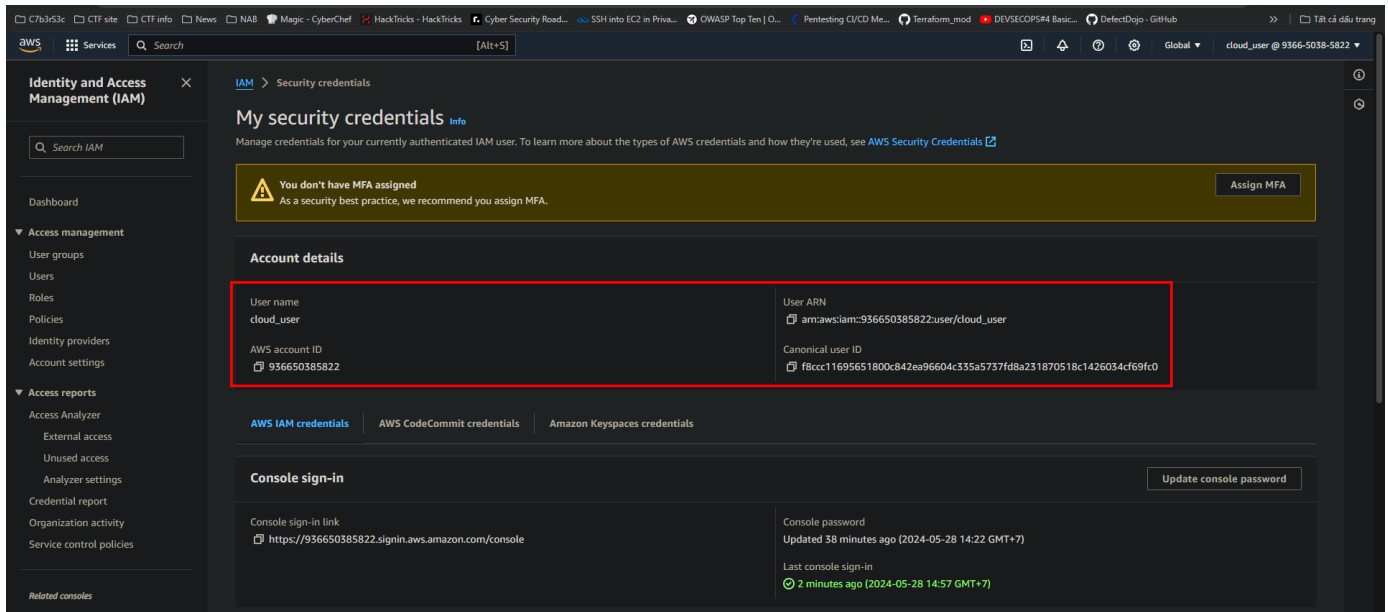 C7b3rS3c CTF site CTF info News NAB Magic - CyberChef HackTricks - HackTricks Cyber Security Road... SSH into EC2 in Priva... OWASP Top Ten | O... Pentesting CI/CD Me... Terraform_mod DEVSECOPS#4 Basic... DefectDojo · GitHub >> Tất cả dấu trang
aws Services Search [Alt+S] Global cloud_user @ 9366-5038-5822
Identity and Access
Management (IAM)
Search IAM
Dashboard
Access management
User groups
Users
Roles
Policies
Identity providers
Account settings
Access reports
Access Analyzer
External access
Unused access
Analyzer settings
Credential report
Organization activity
Service control policies
Related consoles
IAM > Security credentials
My security credentials Info
Manage credentials for your currently authenticated IAM user. To learn more about the types of AWS credentials and how they're used, see AWS Security Credentials
You don't have MFA assigned
As a security best practice, we recommend you assign MFA.
Assign MFA
Account details
User name
cloud_user
AWS account ID
936650385822
User ARN
arn:aws:iam::936650385822:user/cloud_user
Canonical user ID
f8ccc11695651800c842ea96604c335a5737fd8a231870518c1426034cf69fc0
AWS IAM credentials AWS CodeCommit credentials Amazon Keyspaces credentials
Console sign-in
Update console password
Console sign-in link
https://936650385822.signin.aws.amazon.com/console
Console password
Updated 38 minutes ago (2024-05-28 14:22 GMT+7)
Last console sign-in
2 minutes ago (2024-05-28 14:57 GMT+7)